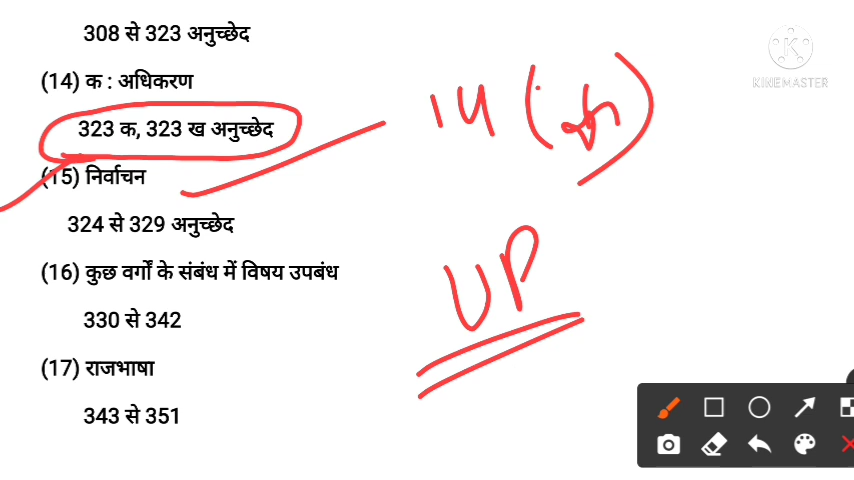 308 से 323 अनुच्छेद
(14) क : अधिकरण
323 क, 323 ख अनुच्छेद
14 (क)
(15) निर्वाचन
324 से 329 अनुच्छेद
UP
(16) कुछ वर्गों के संबंध में विषय उपबंध
330 से 342
(17) राजभाषा
343 से 351
KINEMASTER